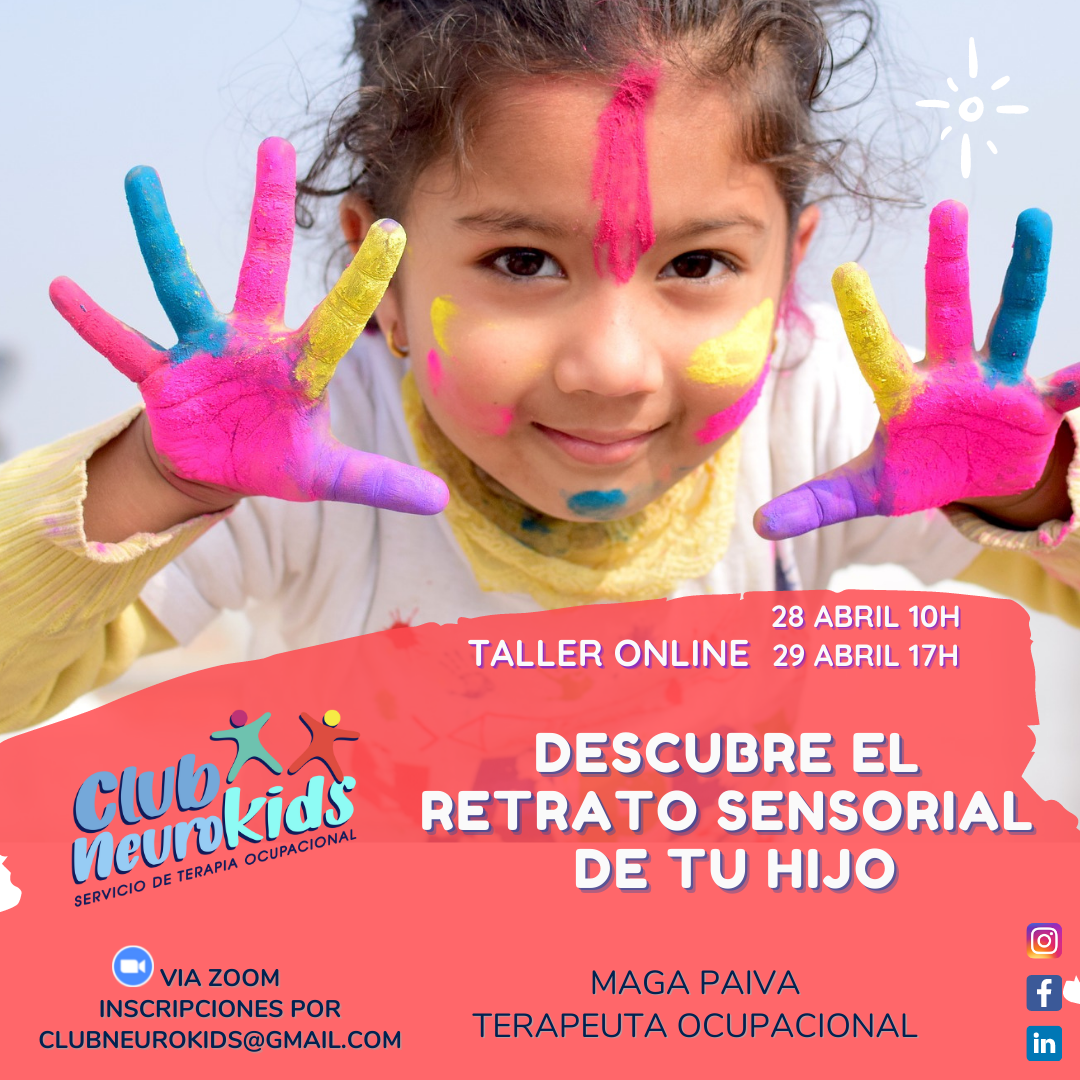 TALLER ONLINE
28 ABRIL 10H
29 ABRIL 17H
DESCUBRE EL
RETRATO SENSORIAL
DE TU HIJO
Club
Neurokids
SERVICIO DE TERAPIA OCUPACIONAL
VIA ZOOM
INSCRIPCIONES POR
CLUBNEUROKIDS@GMAIL.COM
MAGA PAIVA
TERAPEUTA OCUPACIONAL
f
in